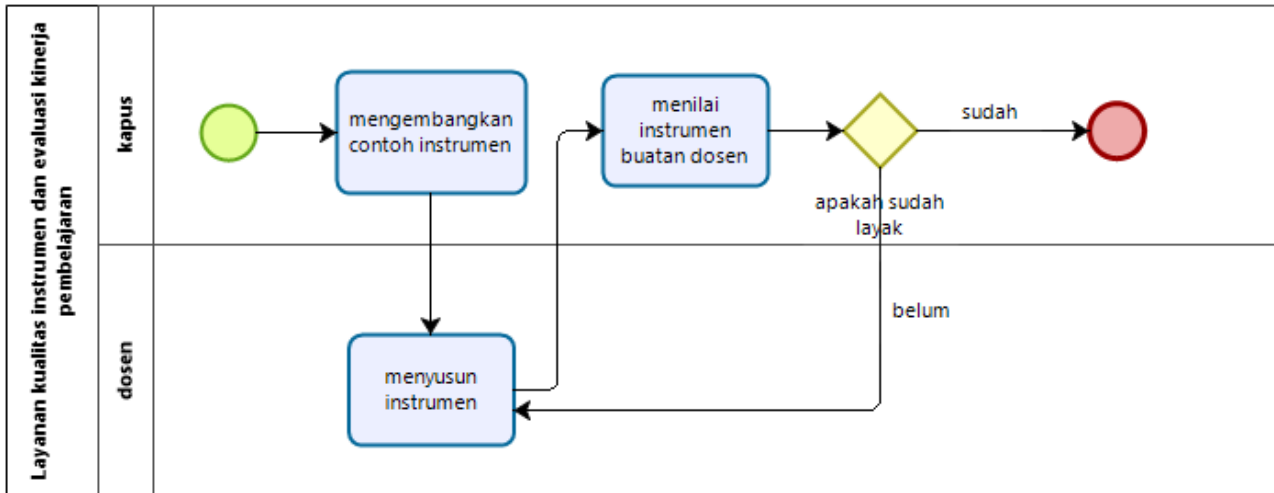 Layanan kualitas instrumen dan evaluasi kinerja
pembelajaran
kapus
mengembangkan
contoh instrumen
menilai
instrumen
buatan dosen
sudah
apakah sudah
layak
dosen
menyusun
instrumen
belum